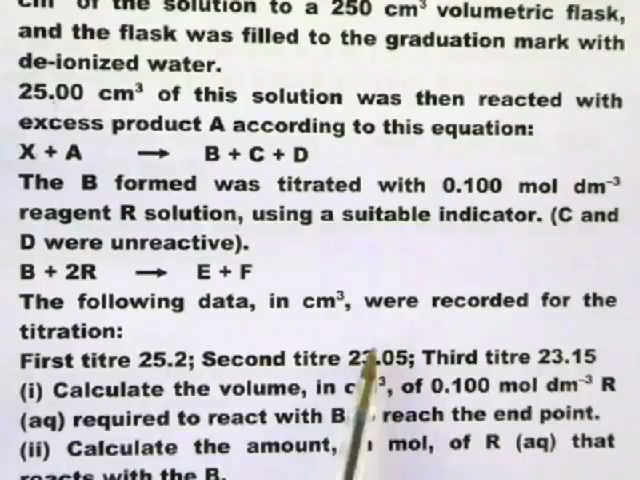 cm³ of the solution to a 250 cm³ volumetric flask,
and the flask was filled to the graduation mark with
de-ionized water.
25.00 cm³ of this solution was then reacted with
excess product A according to this equation:
X + A → B + C + D
The B formed was titrated with 0.100 mol dm⁻³
reagent R solution, using a suitable indicator. (C and
D were unreactive).
B + 2R → E + F
The following data, in cm³, were recorded for the
titration:
First titre 25.2; Second titre 23.05; Third titre 23.15
(i) Calculate the volume, in c ³, of 0.100 mol dm⁻³ R
(aq) required to react with B reach the end point.
(ii) Calculate the amount, mol, of R (aq) that
reacts with the B.